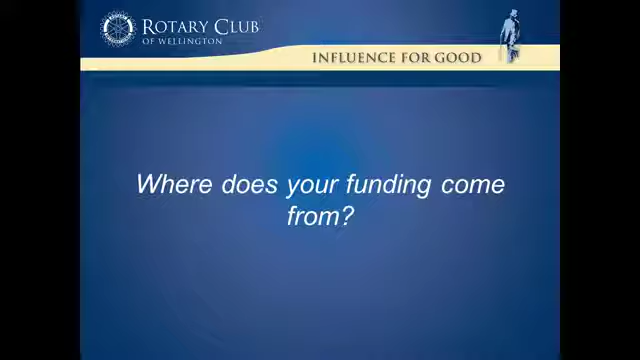 ROTARY CLUB
OF WELLINGTON
INFLUENCE FOR GOOD
Where does your funding come
from?